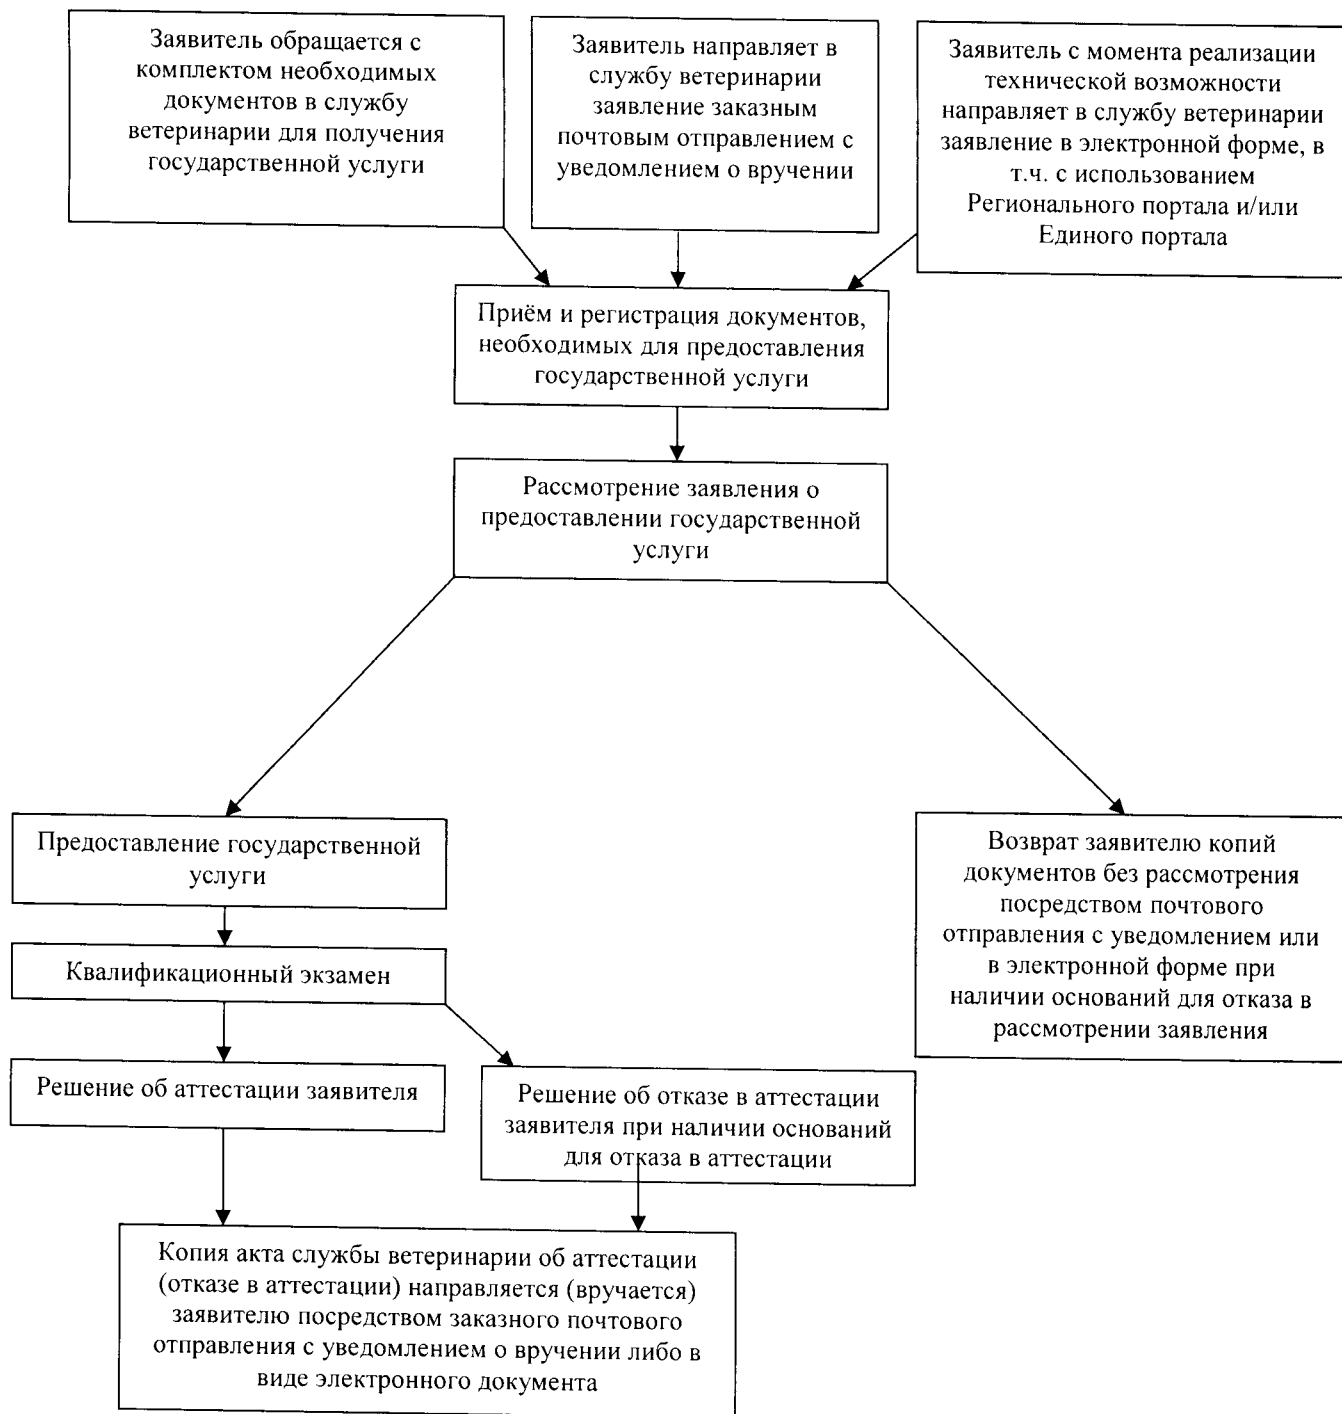 Заявитель обращается с
комплектом необходимых
документов в службу
ветеринарии для получения
государственной услуги
Заявитель направляет в
службу ветеринарии
заявление заказным
почтовым отправлением с
уведомлением о вручении
Заявитель с момента реализации
технической возможности
направляет в службу ветеринарии
заявление в электронной форме, в
т.ч. с использованием
Регионального портала и/или
Единого портала
Приём и регистрация документов,
необходимых для предоставления
государственной услуги
Рассмотрение заявления о
предоставлении государственной
услуги
Предоставление государственной
услуги
Возврат заявителю копий
документов без рассмотрения
посредством почтового
отправления с уведомлением или
в электронной форме при
наличии оснований для отказа в
рассмотрении заявления
Квалификационный экзамен
Решение об аттестации заявителя
Решение об отказе в аттестации
заявителя при наличии оснований
для отказа в аттестации
Копия акта службы ветеринарии об аттестации
(отказе в аттестации) направляется (вручается)
заявителю посредством заказного почтового
отправления с уведомлением о вручении либо в
виде электронного документа